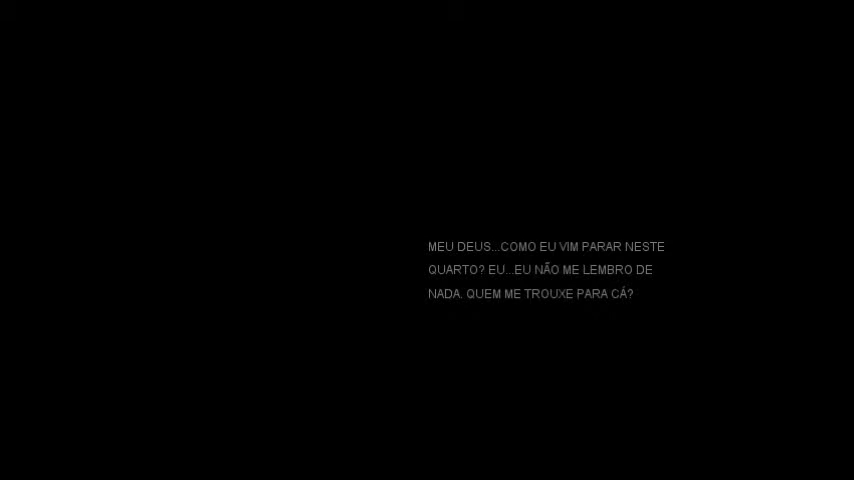 MEU DEUS...COMO EU VIM PARAR NESTE
QUARTO? EU...EU NÃO ME LEMBRO DE
NADA. QUEM ME TROUXE PARA CÁ?